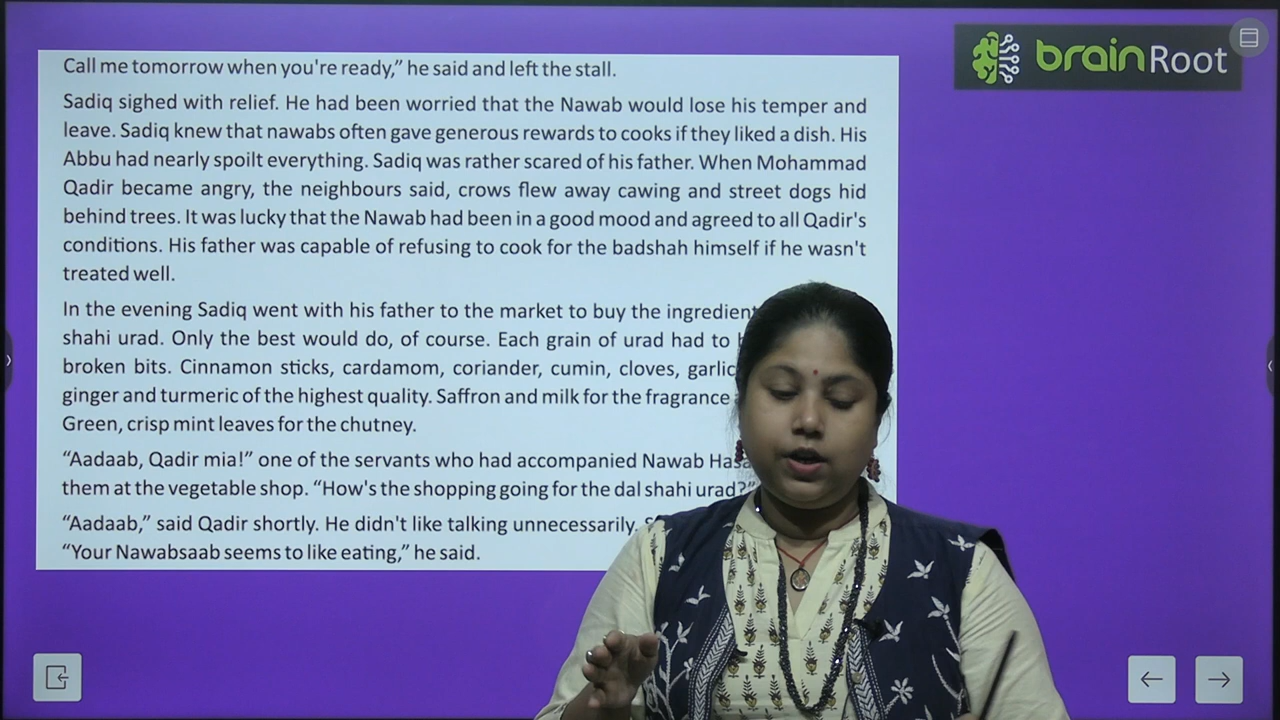 brainRoot
Call me tomorrow when you're ready,” he said and left the stall.
Sadiq sighed with relief. He had been worried that the Nawab would lose his temper and
leave. Sadiq knew that nawabs often gave generous rewards to cooks if they liked a dish. His
Abbu had nearly spoilt everything. Sadiq was rather scared of his father. When Mohammad
Qadir became angry, the neighbours said, crows flew away cawing and street dogs hid
behind trees. It was lucky that the Nawab had been in a good mood and agreed to all Qadir's
conditions. His father was capable of refusing to cook for the badshah himself if he wasn't
treated well.
In the evening Sadiq went with his father to the market to buy the
shahi urad. Only the best would do, of course. Each grain of urad had to
broken bits. Cinnamon sticks, cardamom, coriander, cumin, cloves, garlic
ginger and turmeric of the highest quality. Saffron and milk for the fragrance
Green, crisp mint leaves for the chutney.
“Aadaab, Qadir mia!” one of the servants who had accompanied Nawab
them at the vegetable shop. “How's the shopping going for the dal shahi urad?”
“Aadaab,” said Qadir shortly. He didn't like talking unnecessarily.
“Your Nawabsaab seems to like eating,” he said.